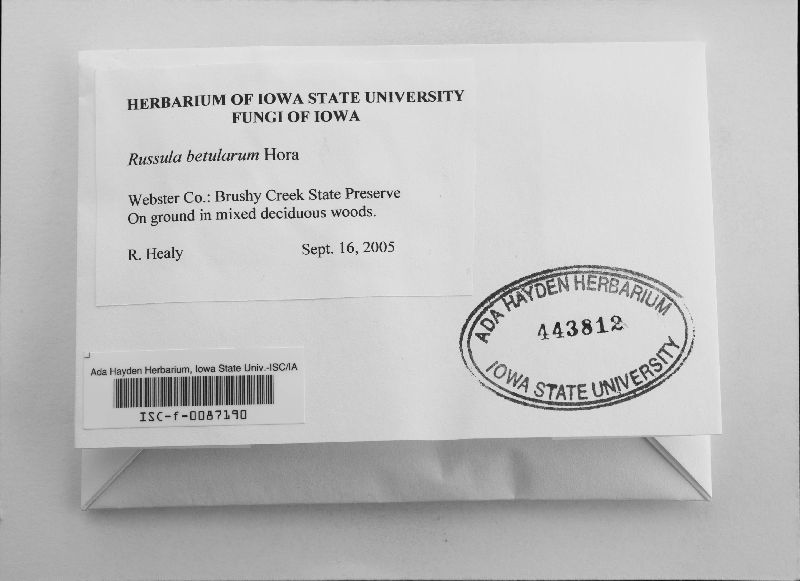 HERBARIUM OF IOWA STATE UNIVERSITY
FUNGI OF IOWA
Russula betularum Hora
Webster Co.: Brushy Creek State Preserve
On ground in mixed deciduous woods.
R. Healy Sept. 16, 2005
ADA HAYDEN HERBARIUM
443812
IOWA STATE UNIVERSITY
Ada Hayden Herbarium, Iowa State Univ.-ISC/IA
ISC-f-0087190